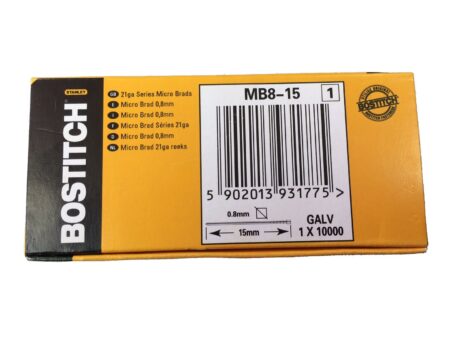 STANLEY
BOSTITCH
GB 21ga Series Micro Brads
Micro Brad 0,8mm
Micro Brad 0,8mm
F Micro Brad Séries 21ga
Micro Brad 0,8mm
NL Micro Brad 21ga reeks
MB8-15 1
5 902013 931775 >
0.8mm
15mm
GALV
1 X 10000
BOSTITCH